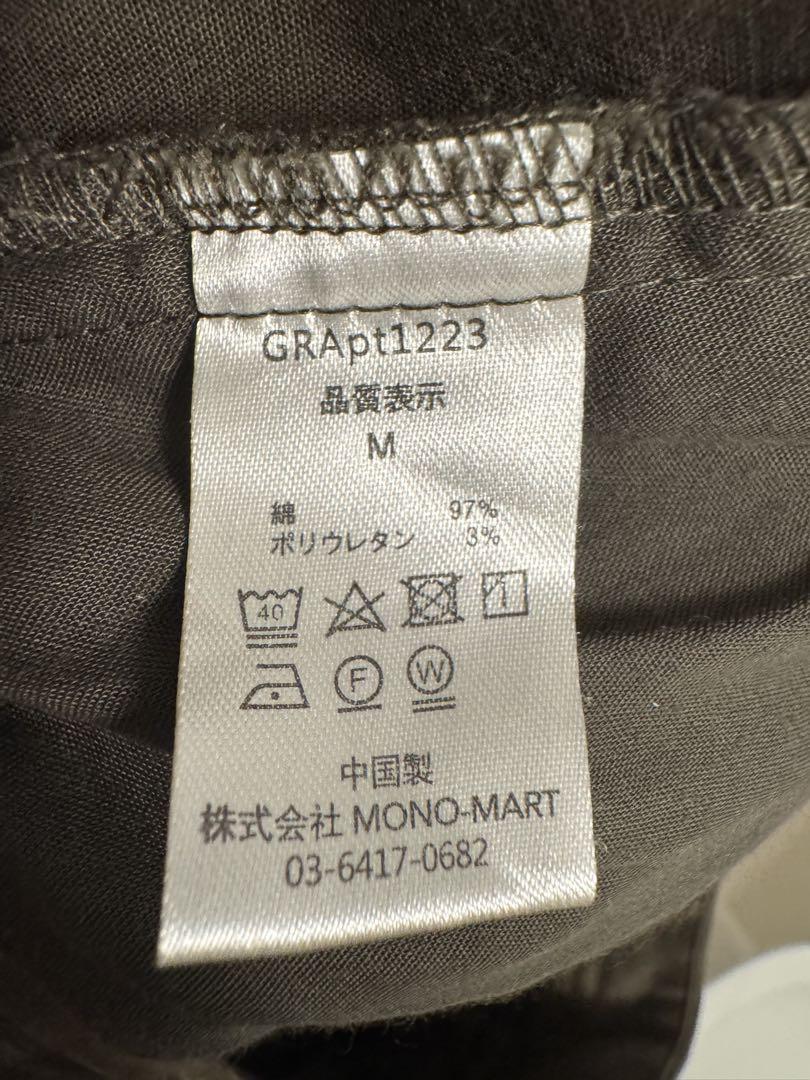 GRApt1223
品質表示
M
綿 97%
ポリウレタン 3%
40
F W
中国製
株式会社 MONO-MART
03-6417-0682